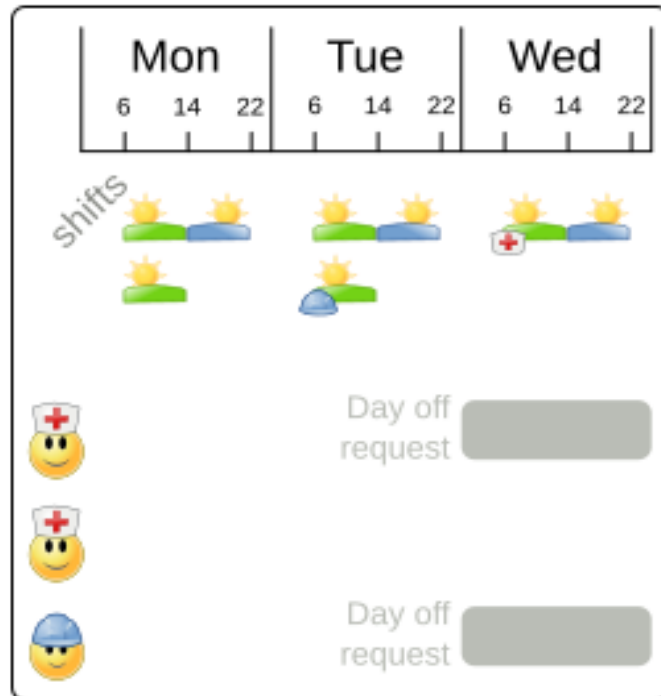 Mon Tue Wed
6 14 22 6 14 22 6 14 22
shifts
Day off
request
Day off
request